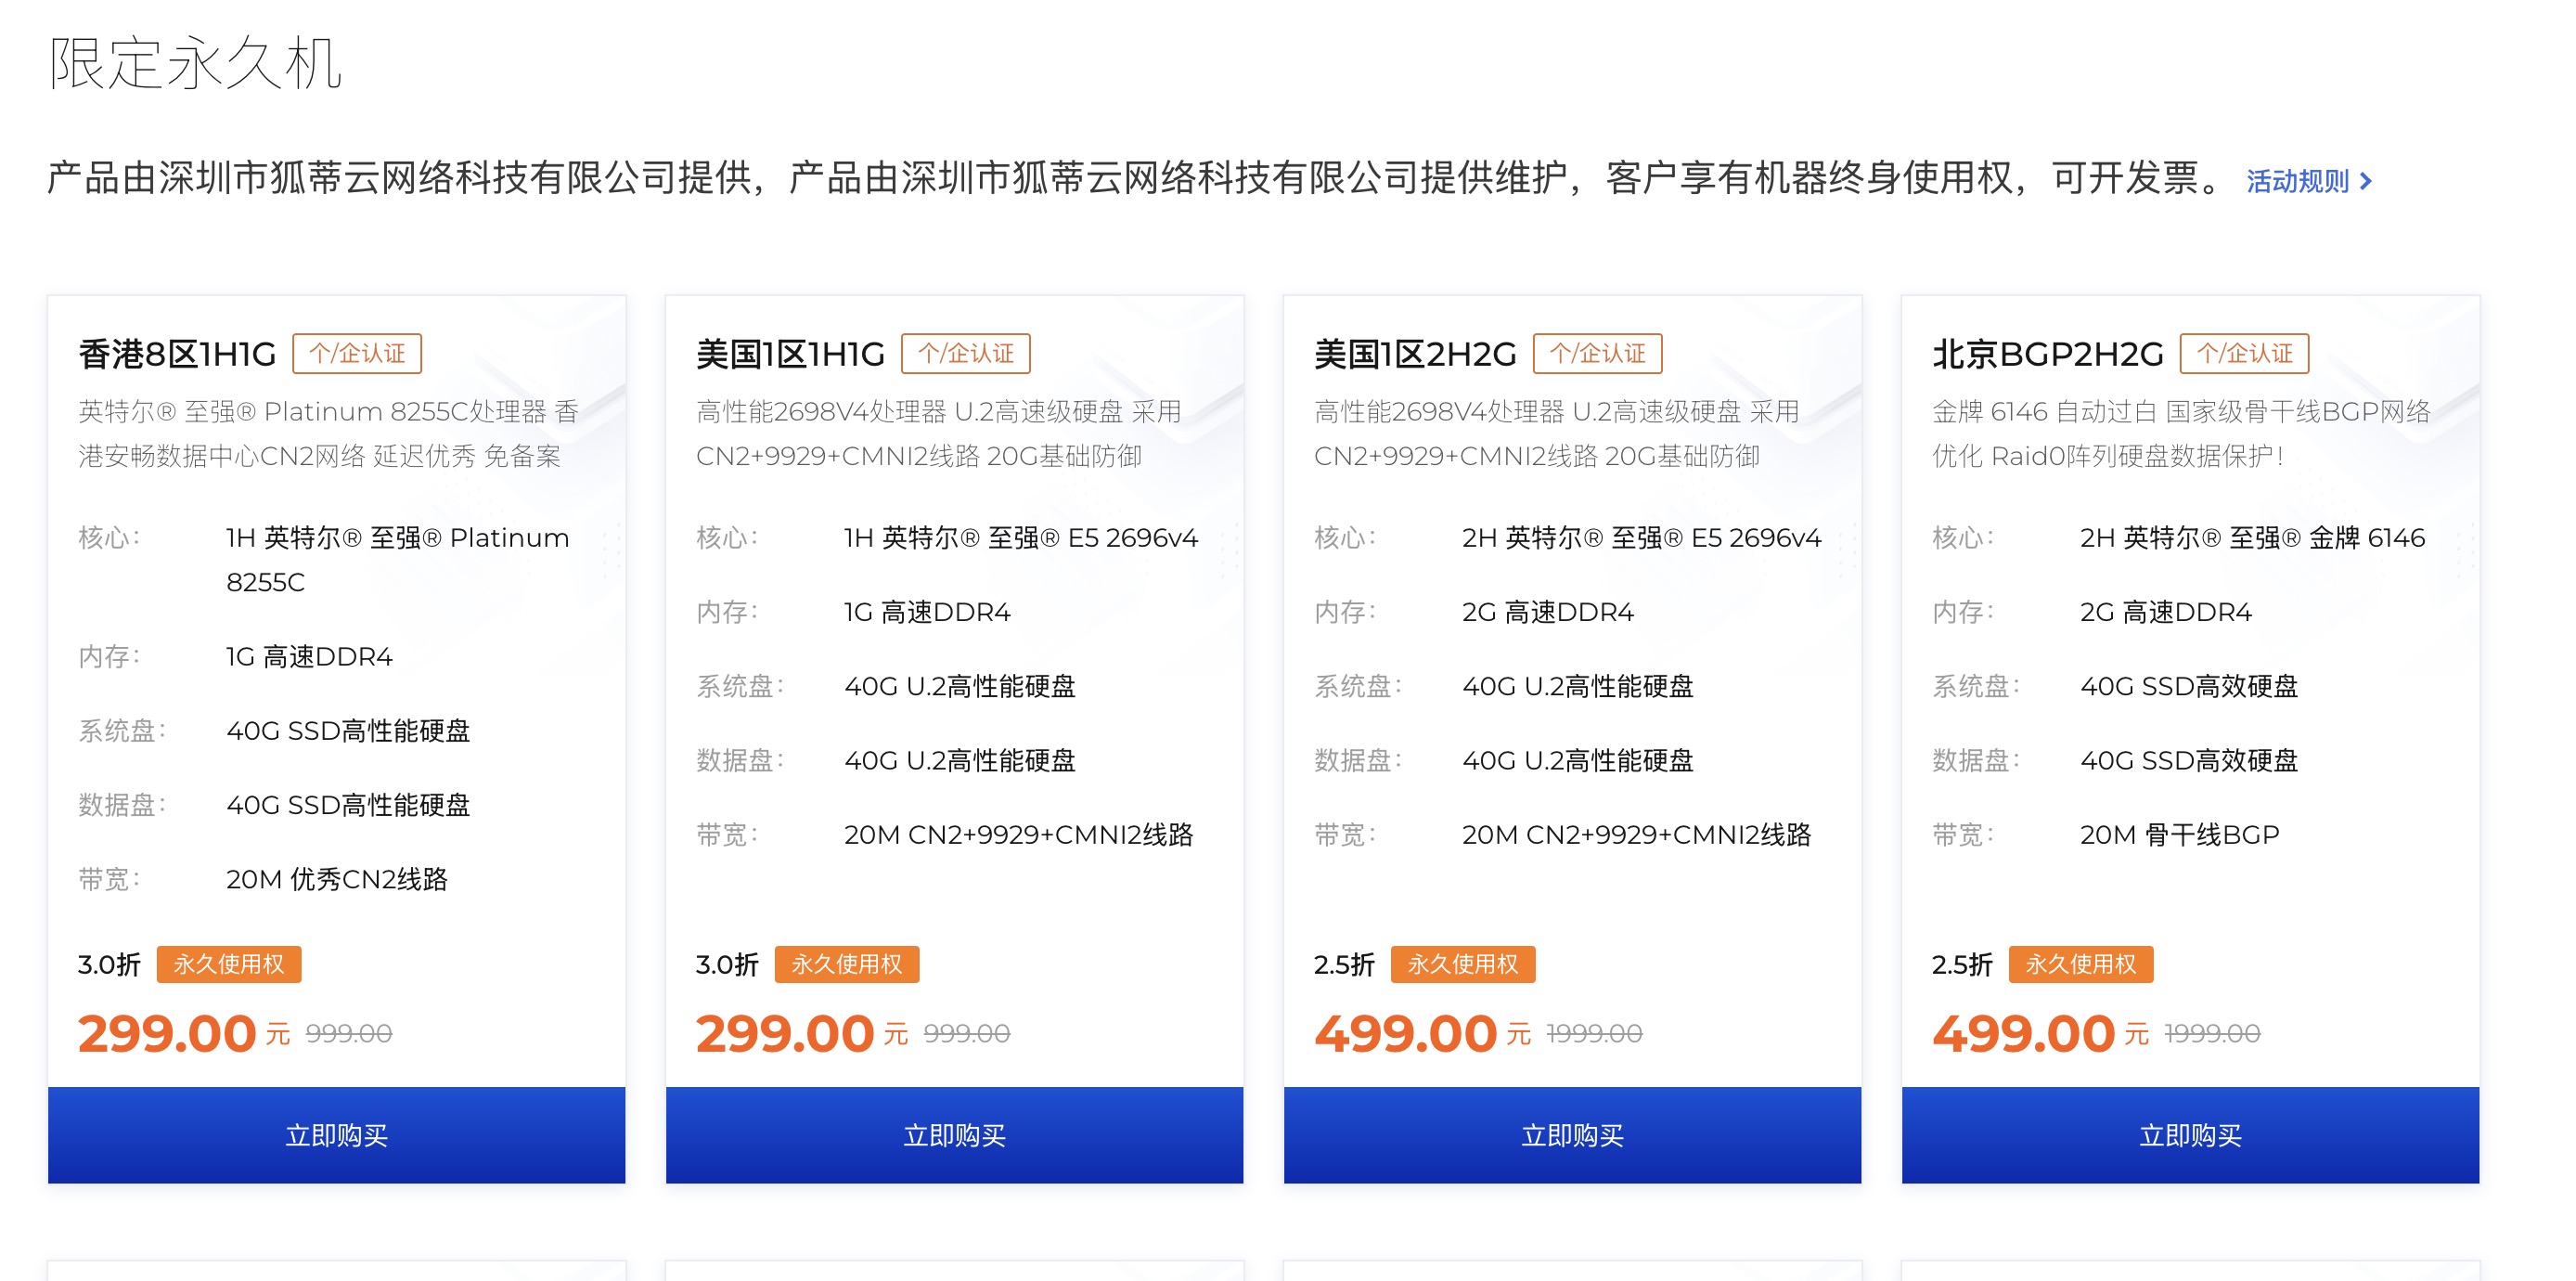 限定永久机
产品由深圳市狐蒂云网络科技有限公司提供，产品由深圳市狐蒂云网络科技有限公司提供维护，客户享有机器终身使用权，可开发票。 活动规则 >
香港8区1H1G 个/企认证
英特尔® 至强® Platinum 8255C处理器 香
港安畅数据中心CN2网络 延迟优秀 免备案
核心： 1H 英特尔® 至强® Platinum
8255C
内存： 1G 高速DDR4
系统盘： 40G SSD高性能硬盘
数据盘： 40G SSD高性能硬盘
带宽： 20M 优秀CN2线路
3.0折 永久使用权
299.00 元 999.00
立即购买
美国1区1H1G 个/企认证
高性能2698V4处理器 U.2高速级硬盘 采用
CN2+9929+CMNI2线路 20G基础防御
核心： 1H 英特尔® 至强® E5 2696v4
内存： 1G 高速DDR4
系统盘： 40G U.2高性能硬盘
数据盘： 40G U.2高性能硬盘
带宽： 20M CN2+9929+CMNI2线路
3.0折 永久使用权
299.00 元 999.00
立即购买
美国1区2H2G 个/企认证
高性能2698V4处理器 U.2高速级硬盘 采用
CN2+9929+CMNI2线路 20G基础防御
核心： 2H 英特尔® 至强® E5 2696v4
内存： 2G 高速DDR4
系统盘： 40G U.2高性能硬盘
数据盘： 40G U.2高性能硬盘
带宽： 20M CN2+9929+CMNI2线路
2.5折 永久使用权
499.00 元 1999.00
立即购买
北京BGP2H2G 个/企认证
金牌 6146 自动过白 国家级骨干线BGP网络
优化 Raid0阵列硬盘数据保护！
核心： 2H 英特尔® 至强® 金牌 6146
内存： 2G 高速DDR4
系统盘： 40G SSD高效硬盘
数据盘： 40G SSD高效硬盘
带宽： 20M 骨干线BGP
2.5折 永久使用权
499.00 元 1999.00
立即购买